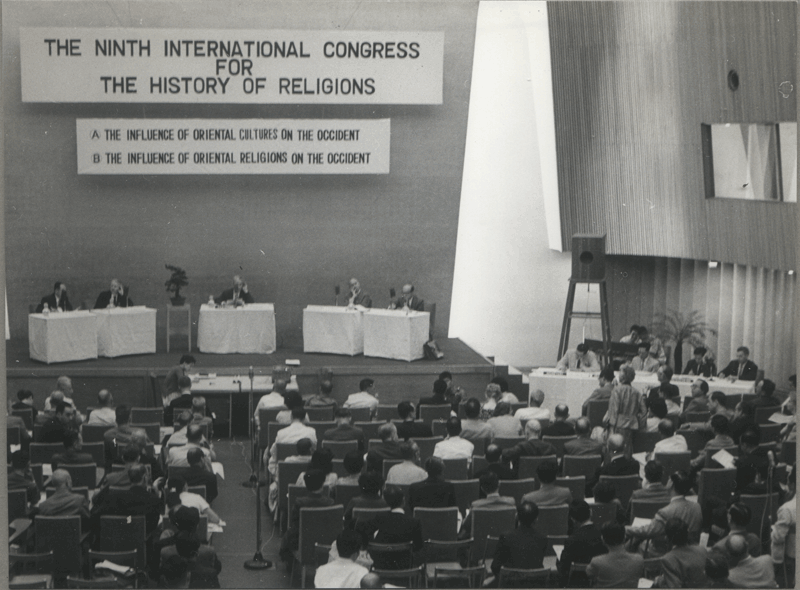 THE NINTH INTERNATIONAL CONGRESS
FOR
THE HISTORY OF RELIGIONS
A THE INFLUENCE OF ORIENTAL CULTURES ON THE OCCIDENT
B THE INFLUENCE OF ORIENTAL RELIGIONS ON THE OCCIDENT